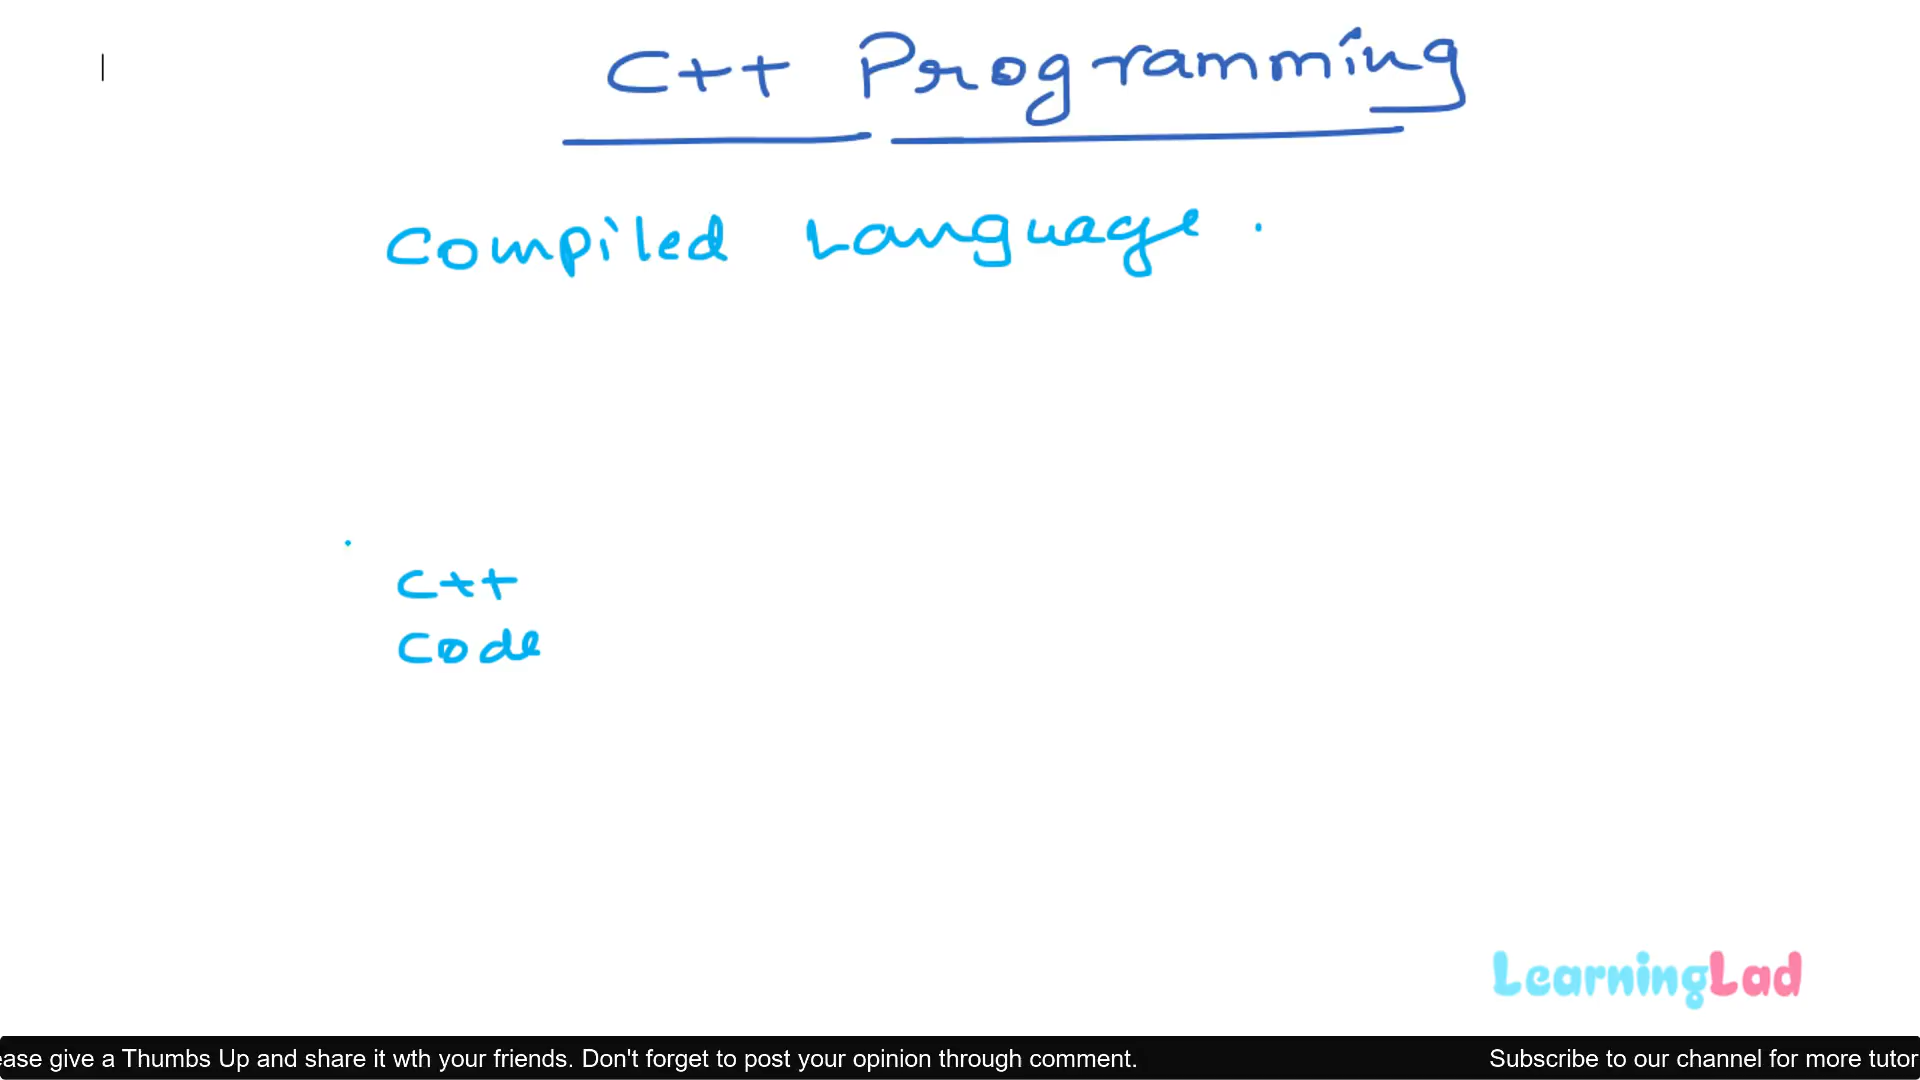 C++ Programming
Compiled Language.
C++
Code
LearningLad
ease give a Thumbs Up and share it wth your friends. Don't forget to post your opinion through comment. Subscribe to our channel for more tutor